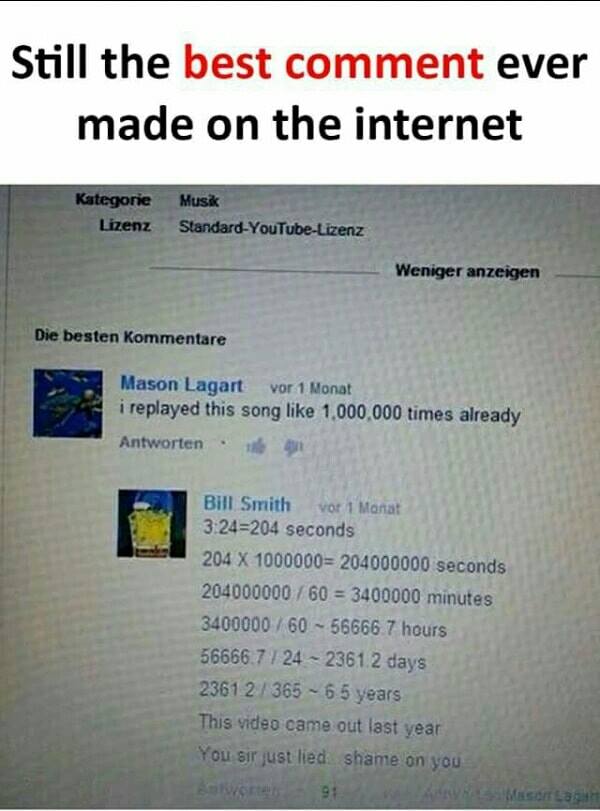 Still the best comment ever
made on the internet
Kategorie Musik
Lizenz Standard-YouTube-Lizenz
Weniger anzeigen
Die besten Kommentare
Mason Lagart vor 1 Monat
i replayed this song like 1,000,000 times already
Antworten ·
Bill Smith vor 1 Monat
3:24=204 seconds
204 X 1000000= 204000000 seconds
204000000 / 60 = 3400000 minutes
3400000 / 60 ~ 56666.7 hours
56666.7 / 24 ~ 2361.2 days
2361.2 / 365 ~ 6.5 years
This video came out last year
You sir just lied. shame on you
Antworten 91 Mason Lagart